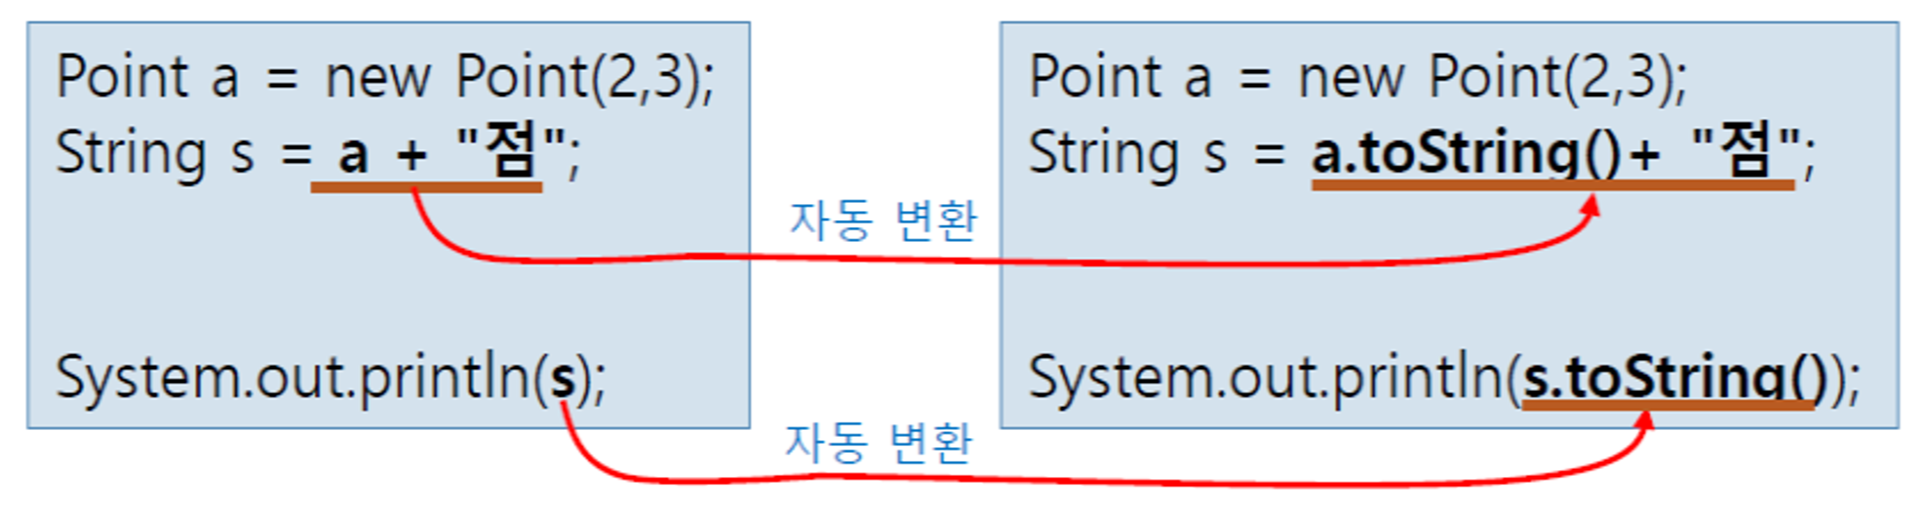 Point a = new Point(2,3);
String s = a + "점";
System.out.println(s);
자동 변환
자동 변환
Point a = new Point(2,3);
String s = a.toString()+ "점";
System.out.println(s.toString());